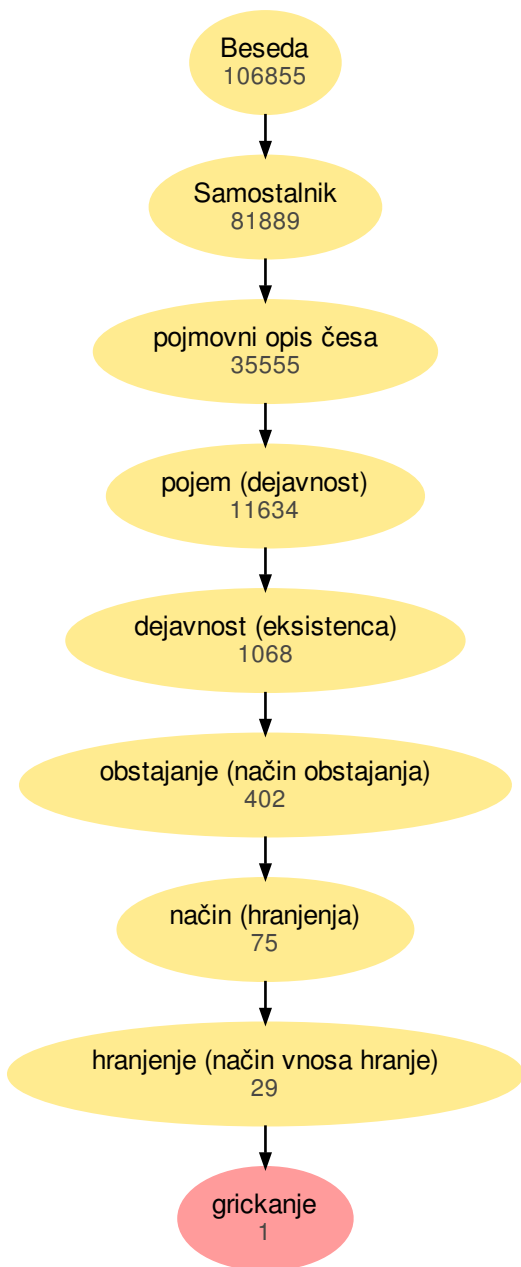 Beseda
106855
Samostalnik
81889
pojmovni opis česa
35555
pojem (dejavnost)
11634
dejavnost (eksistenca)
1068
obstajanje (način obstajanja)
402
način (hranjenja)
75
hranjenje (način vnosa hranje)
29
grickanje
1